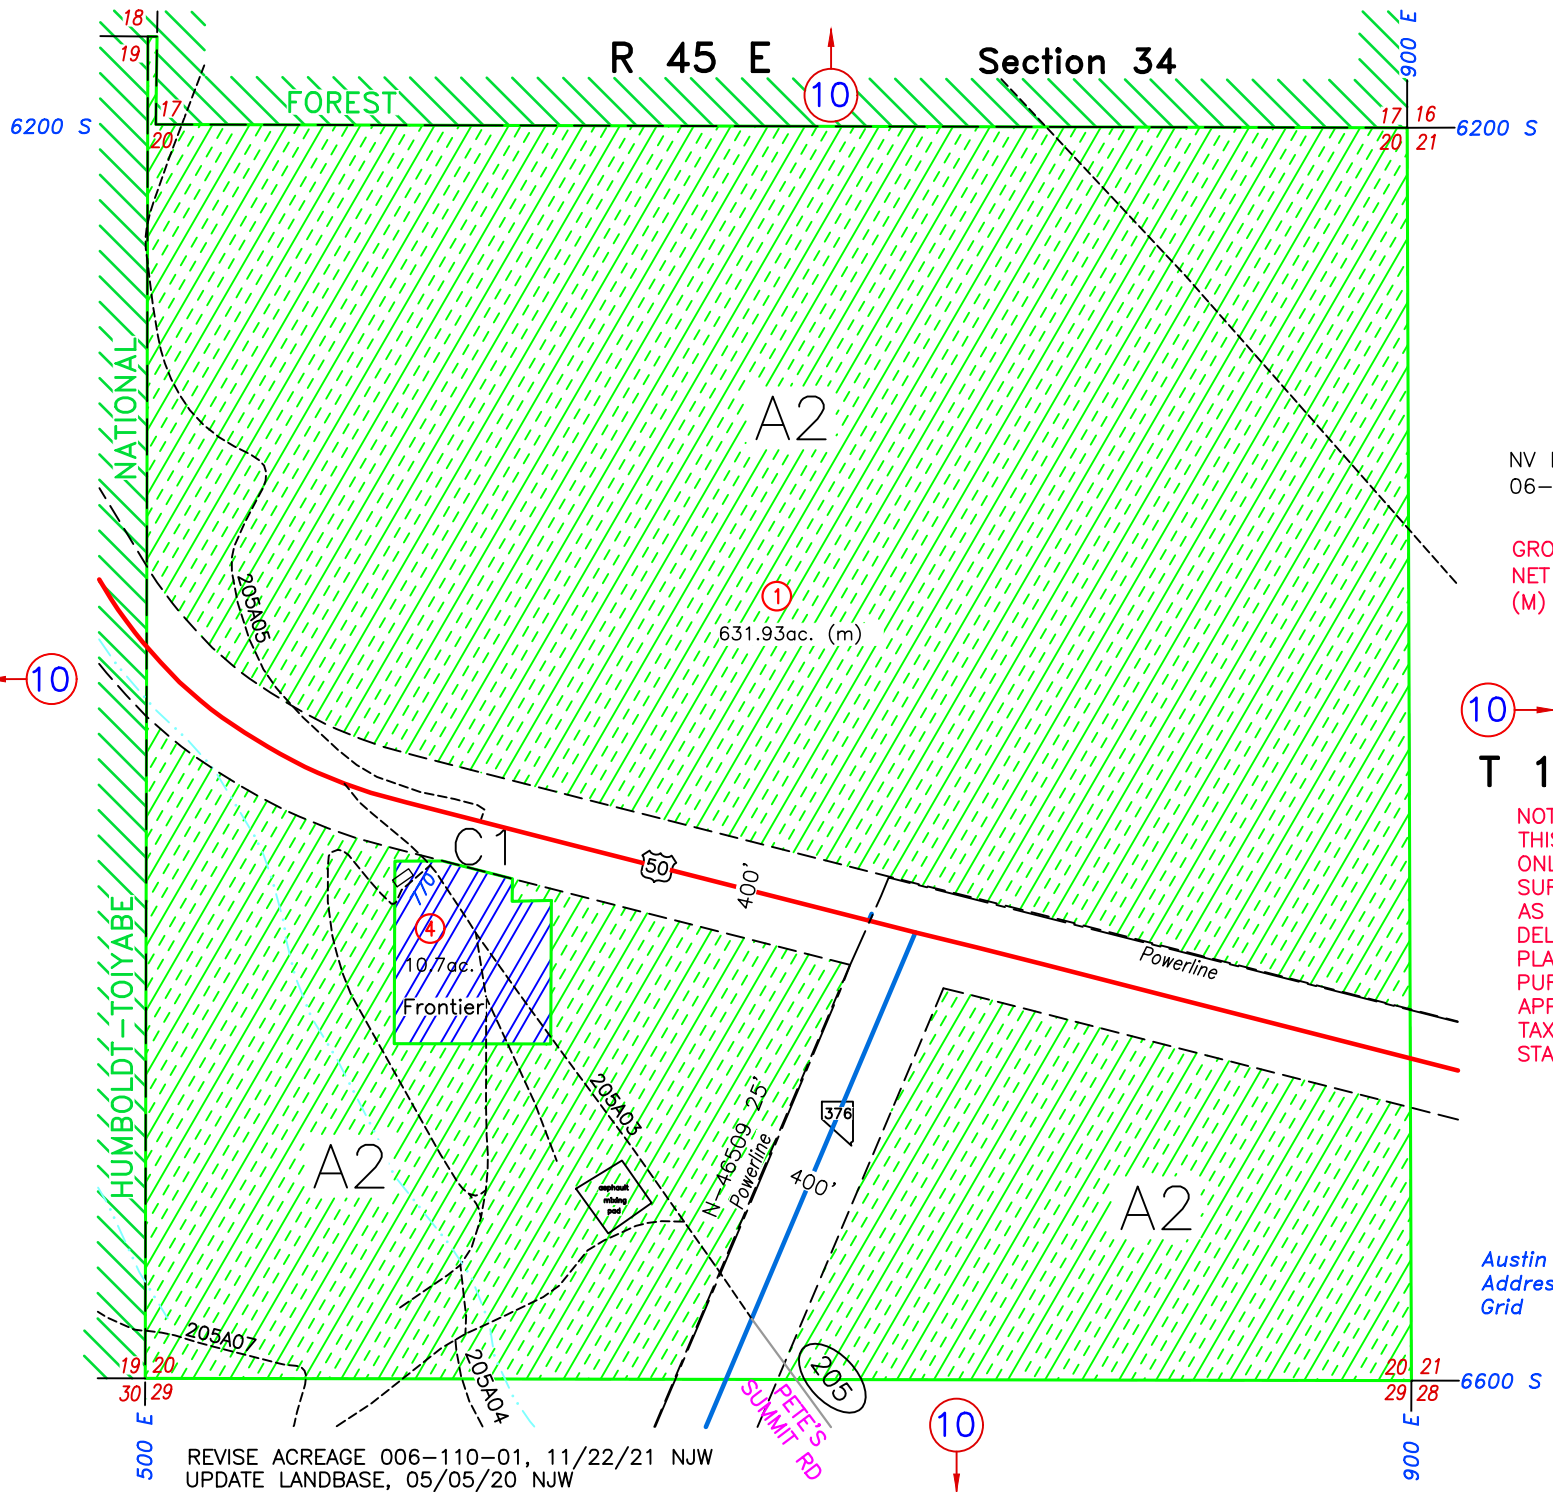 18
19
R 45 E
Section 34
900 E
FOREST
10
17
20
17 16
20 21
6200 S
6200 S
NATIONAL
A2
NV
06-
GRO
NET
(M)
1
631.93ac. (m)
205A05
10
10
T 1
NOT
THIS
ONL
SUR
AS
DEL
PLA
PUR
APP
TAX
STA
C1
50
400'
770
4
10.7ac.
Frontier
Powerline
HUMBOLDT-TOIYABE
205A03
N-46509 25'
Powerline
376
400'
A2
asphault
mixing
pad
A2
Austin
Addres
Grid
205A07
205A04
19 20
30 29
20 21
29 28
6600 S
205
PETE'S
SUMMIT RD
10
500 E
900 E
REVISE ACREAGE 006-110-01, 11/22/21 NJW
UPDATE LANDBASE, 05/05/20 NJW